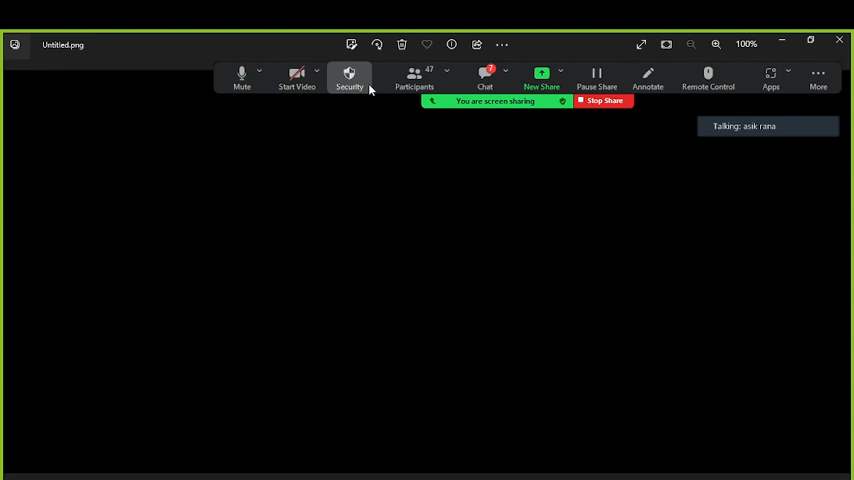 Untitled.png
100%
Mute
Start Video
Security
47
Participants
7
Chat
New Share
Pause Share
Annotate
Remote Control
Apps
More
You are screen sharing
Stop Share
Talking: asik rana